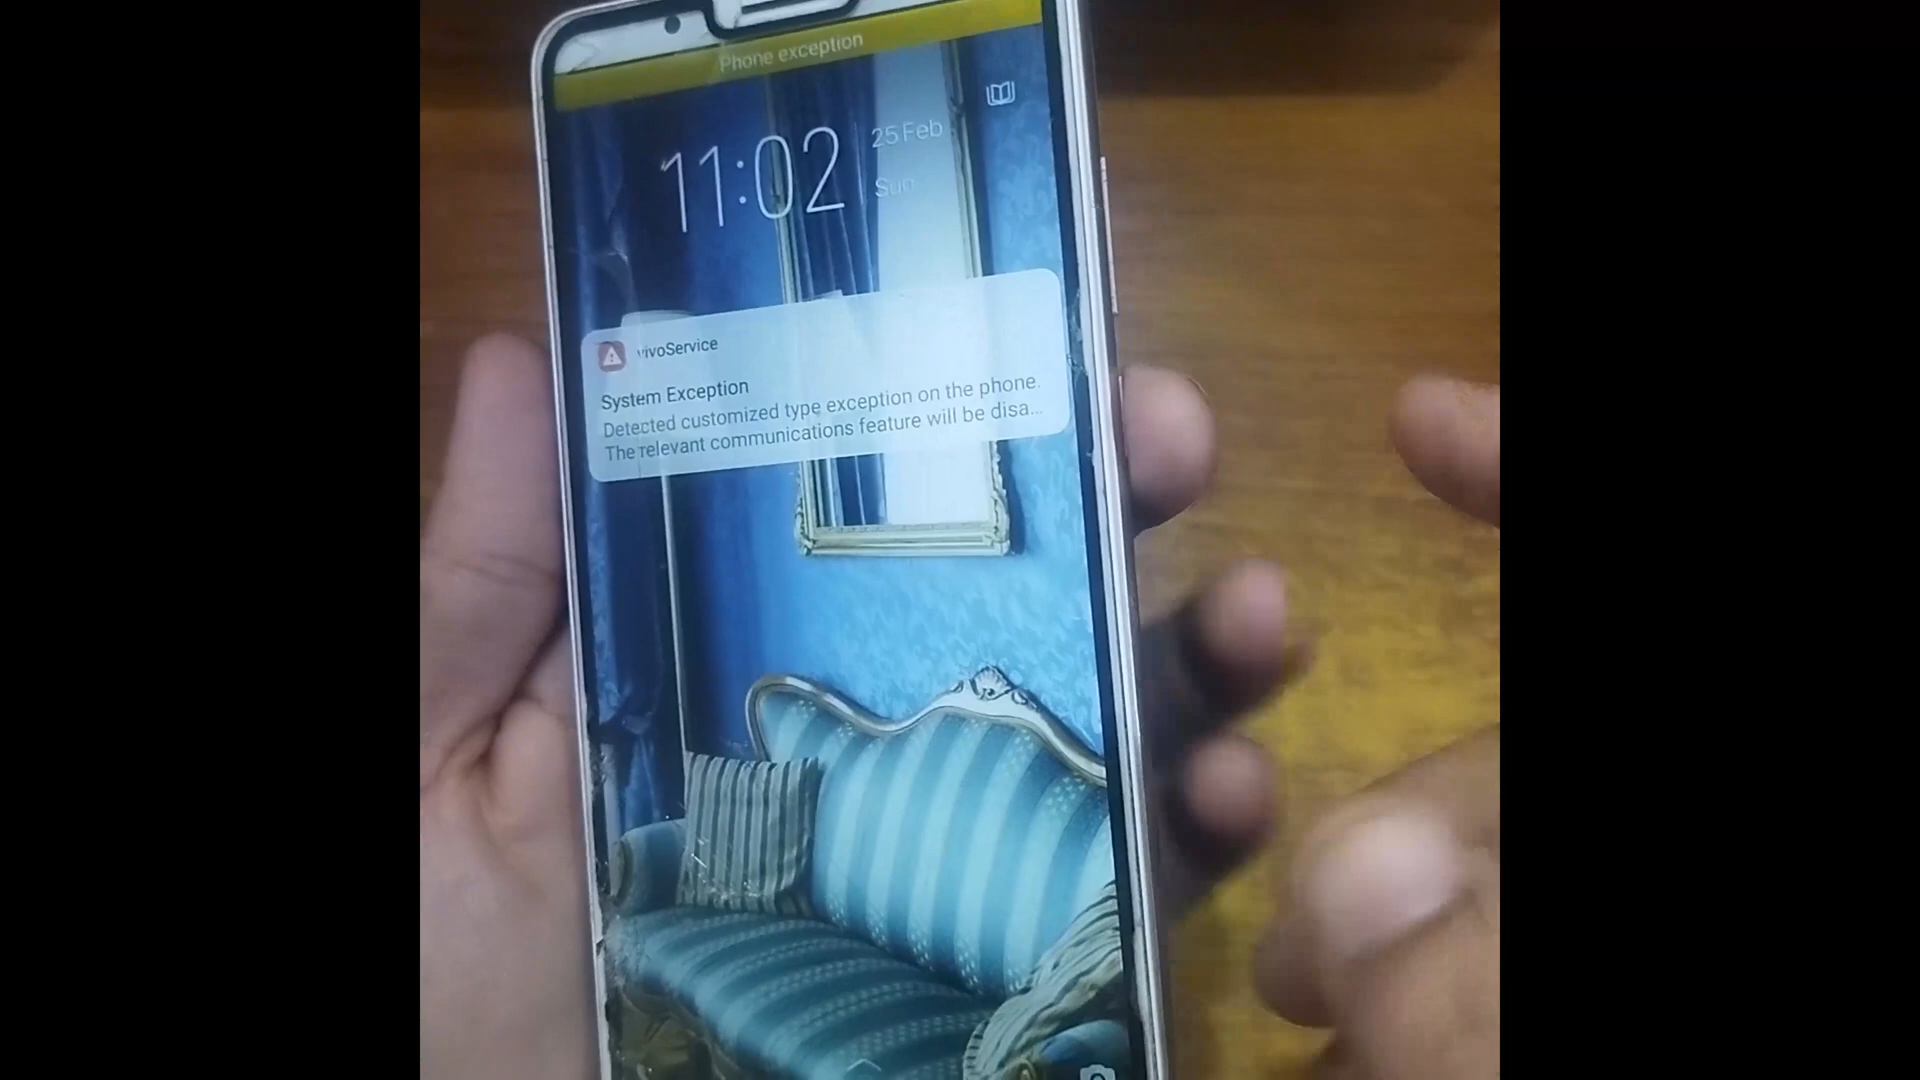 Phone exception
11:02
25 Feb
Sun
vivoService
System Exception
Detected customized type exception on the phone.
The relevant communications feature will be disa...